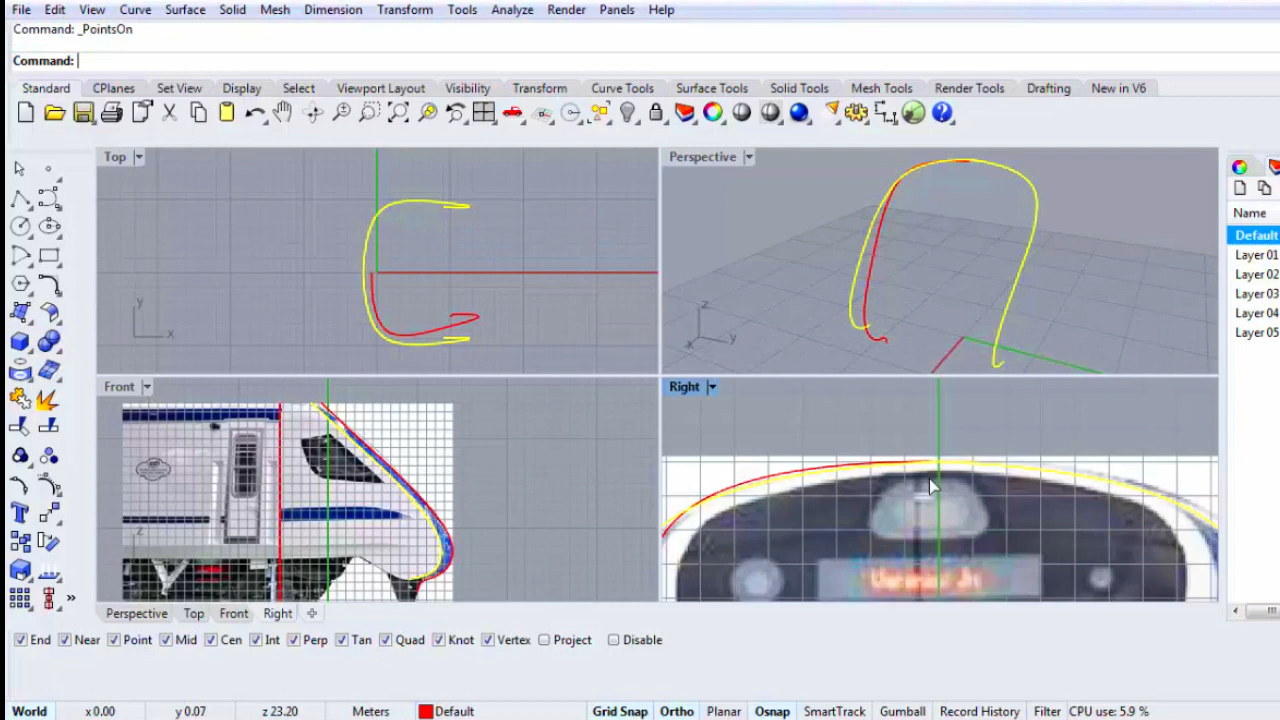 File Edit View Curve Surface Solid Mesh Dimension Transform Tools Analyze Render Panels Help
Command: _PointsOn
Command:
Standard CPlanes Set View Display Select Viewport Layout Visibility Transform Curve Tools Surface Tools Solid Tools Mesh Tools Render Tools Drafting New in V6
Top
y
x
Perspective
z
y
x
Name
Default
Layer 01
Layer 02
Layer 03
Layer 04
Layer 05
Front
z
Right
Perspective Top Front Right
End Near Point Mid Cen Int Perp Tan Quad Knot Vertex Project Disable
World x 0.00 y 0.07 z 23.20 Meters Default Grid Snap Ortho Planar Osnap SmartTrack Gumball Record History Filter CPU use: 5.9 %